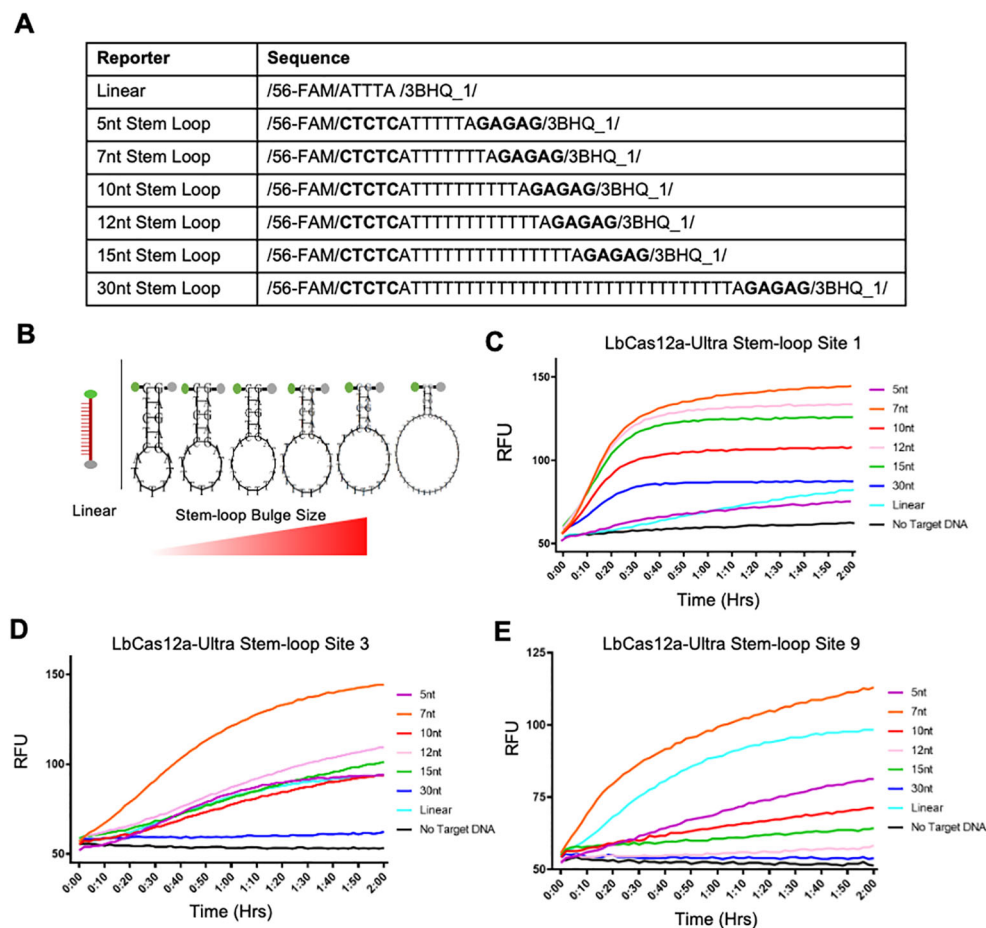 A
Reporter Sequence
Linear /56-FAM/ATTTA /3BHQ_1/
5nt Stem Loop /56-FAM/CTCTCATTTTTAGAGAG/3BHQ_1/
7nt Stem Loop /56-FAM/CTCTCATTTTTTTAGAGAG/3BHQ_1/
10nt Stem Loop /56-FAM/CTCTCATTTTTTTTTTAGAGAG/3BHQ_1/
12nt Stem Loop /56-FAM/CTCTCATTTTTTTTTTTTAGAGAG/3BHQ_1/
15nt Stem Loop /56-FAM/CTCTCATTTTTTTTTTTTTTTAGAGAG/3BHQ_1/
30nt Stem Loop /56-FAM/CTCTCATTTTTTTTTTTTTTTTTTTTTTTTTTTTTTAGAGAG/3BHQ_1/
B
Linear
Stem-loop Bulge Size
C
LbCas12a-Ultra Stem-loop Site 1
RFU
150
100
50
0:00 0:10 0:20 0:30 0:40 0:50 1:00 1:10 1:20 1:30 1:40 1:50 2:00
Time (Hrs)
5nt
7nt
10nt
12nt
15nt
30nt
Linear
No Target DNA
D
LbCas12a-Ultra Stem-loop Site 3
RFU
150
100
50
0:00 0:10 0:20 0:30 0:40 0:50 1:00 1:10 1:20 1:30 1:40 1:50 2:00
Time (Hrs)
5nt
7nt
10nt
12nt
15nt
30nt
Linear
No Target DNA
E
LbCas12a-Ultra Stem-loop Site 9
RFU
125
100
75
50
0:00 0:10 0:20 0:30 0:40 0:50 1:00 1:10 1:20 1:30 1:40 1:50 2:00
Time (Hrs)
5nt
7nt
10nt
12nt
15nt
30nt
Linear
No Target DNA